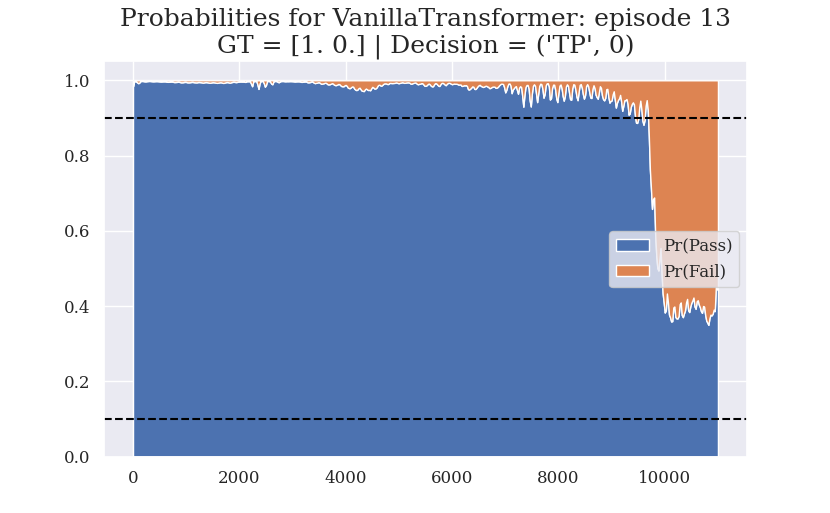 Probabilities for VanillaTransformer: episode 13
GT = [1. 0.] | Decision = ('TP', 0)
1.0
0.8
0.6
0.4
0.2
0.0
Pr(Pass)
Pr(Fail)
0 2000 4000 6000 8000 10000